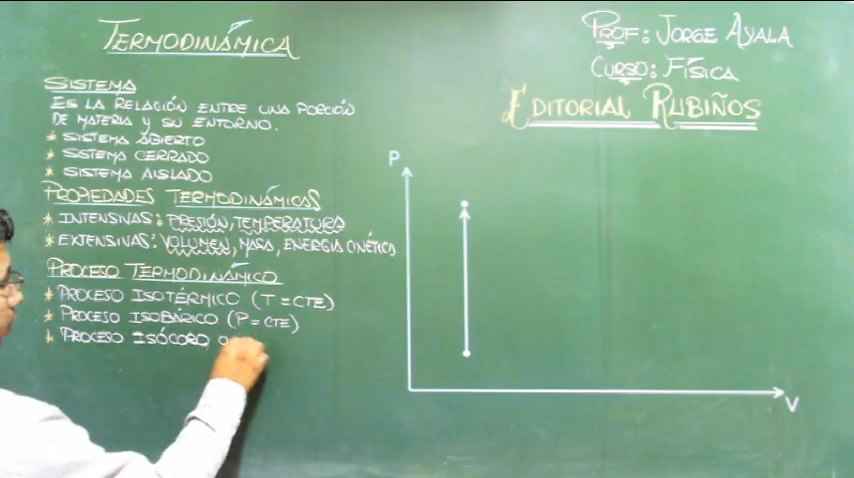 TERMODINÁMICA
SISTEMA
ES LA RELACIÓN ENTRE UNA PORCIÓN
DE MATERIA Y SU ENTORNO.
* SISTEMA ABIERTO
* SISTEMA CERRADO
* SISTEMA AISLADO
PROPIEDADES TERMODINÁMICAS
* INTENSIVAS: PRESIÓN, TEMPERATURA
* EXTENSIVAS: VOLUMEN, MASA, ENERGIA CINÉTICA
PROCESO TERMODINÁMICO
* PROCESO ISOTÉRMICO (T = CTE)
* PROCESO ISOBÁRICO (P = CTE)
* PROCESO ISÓCORO O
PROF: JORGE AYALA
CURSO: FÍSICA
EDITORIAL RUBIÑOS
P
V